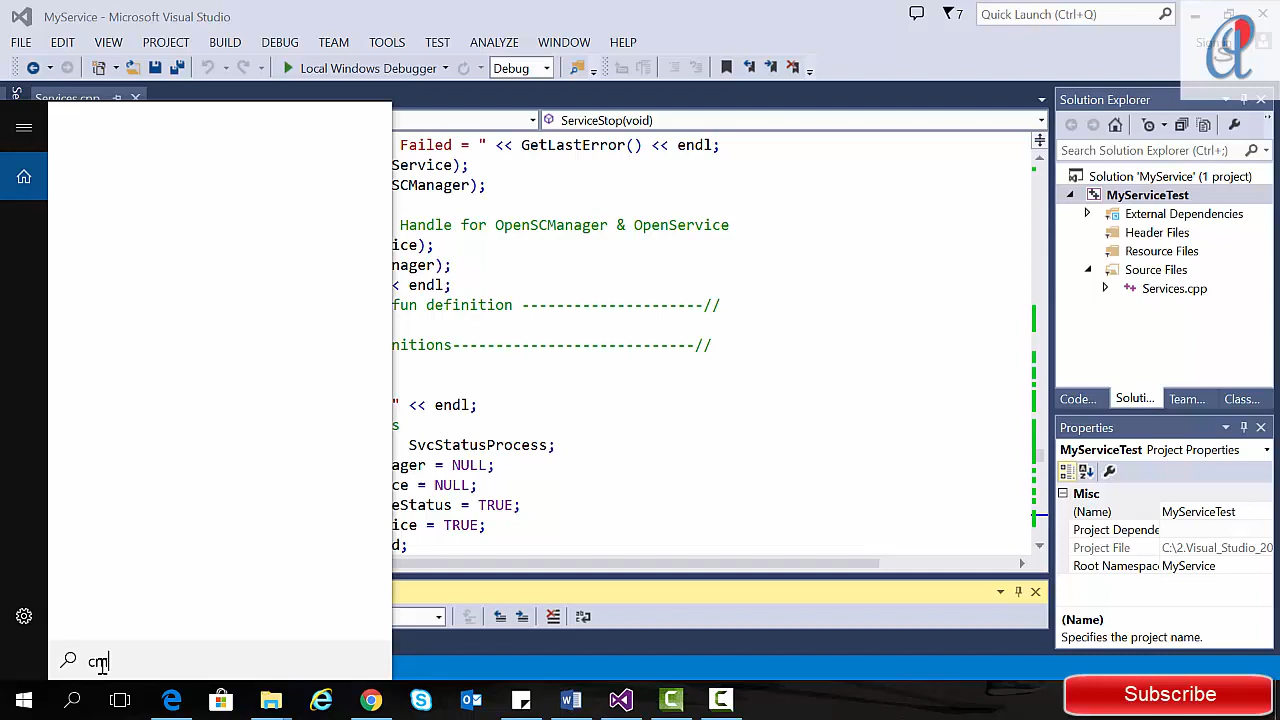 MyService - Microsoft Visual Studio
7
Quick Launch (Ctrl+Q)
FILE EDIT VIEW PROJECT BUILD DEBUG TEAM TOOLS TEST ANALYZE WINDOW HELP
Local Windows Debugger
Debug
Services.cpp
ServiceStop(void)
Failed = " << GetLastError() << endl;
Service);
SCManager);
Handle for OpenSCManager & OpenService
ice);
nager);
< endl;
fun definition ---------------------//
nitions---------------------------//
" << endl;
s
SvcStatusProcess;
ager = NULL;
ce = NULL;
eStatus = TRUE;
ice = TRUE;
d;
cm
Solution Explorer
Search Solution Explorer (Ctrl+;)
Solution 'MyService' (1 project)
MyServiceTest
External Dependencies
Header Files
Resource Files
Source Files
Services.cpp
Code... Soluti... Team... Class...
Properties
MyServiceTest Project Properties
Misc
(Name) MyServiceTest
Project Depende
Project File C:\2.Visual_Studio_20
Root Namespac MyService
(Name)
Specifies the project name.
Subscribe